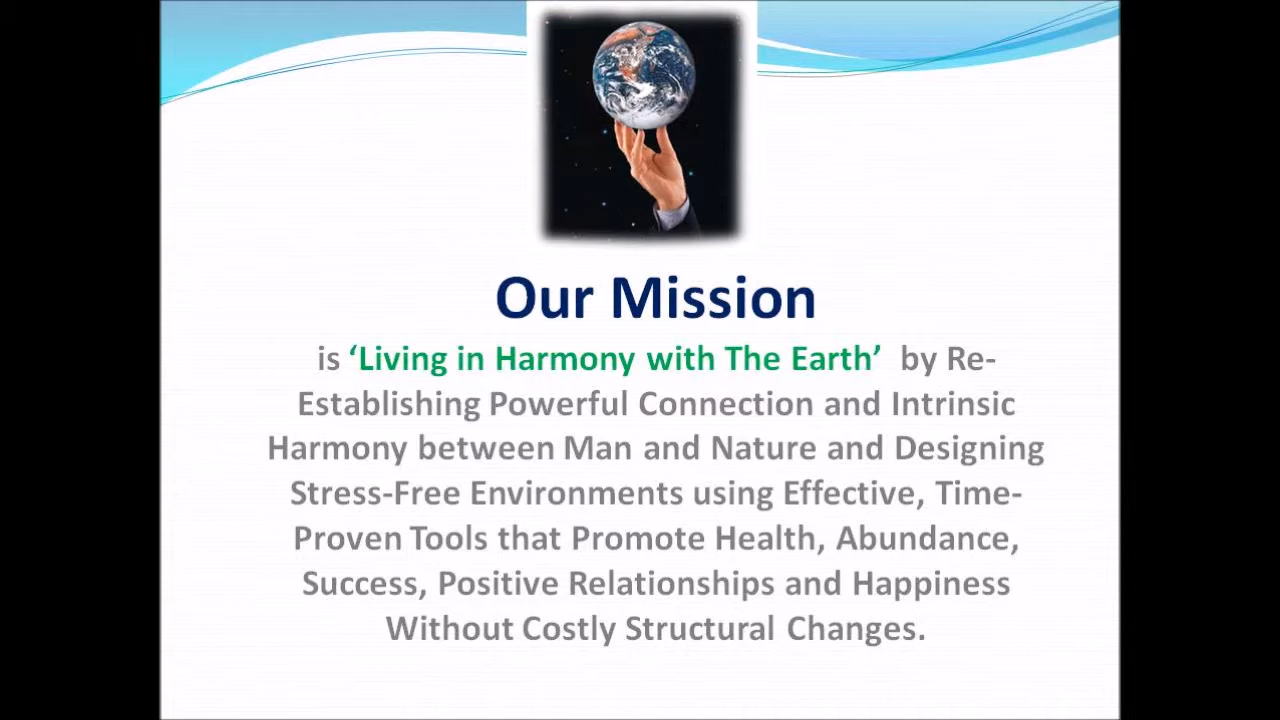 Our Mission
is ‘Living in Harmony with The Earth’ by Re-
Establishing Powerful Connection and Intrinsic
Harmony between Man and Nature and Designing
Stress-Free Environments using Effective, Time-
Proven Tools that Promote Health, Abundance,
Success, Positive Relationships and Happiness
Without Costly Structural Changes.